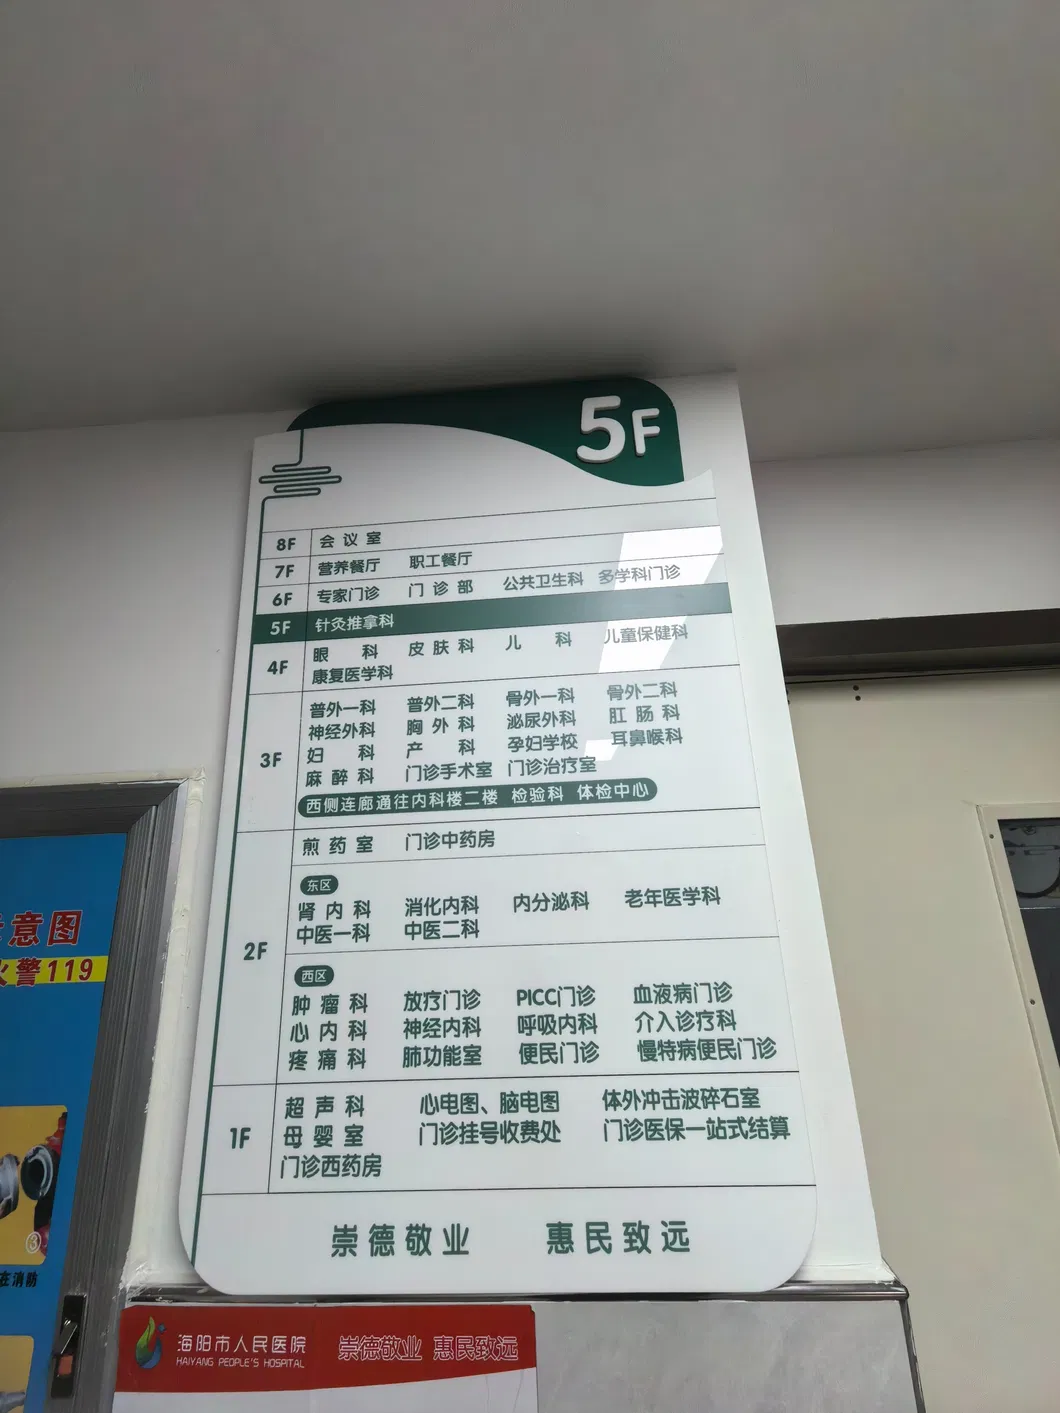 5F
8F 会议室
7F 营养餐厅 职工餐厅
6F 专家门诊 门诊部 公共卫生科 多学科门诊
5F 针灸推拿科
4F 眼科 皮肤科 儿科 儿童保健科
康复医学科
3F
普外一科 普外二科 骨外一科 骨外二科
神经外科 胸外科 泌尿外科 肛肠科
妇科 产科 孕妇学校 耳鼻喉科
麻醉科 门诊手术室 门诊治疗室
西侧连廊通往内科楼二楼 检验科 体检中心
2F
煎药室 门诊中药房
东区
肾内科 消化内科 内分泌科 老年医学科
中医一科 中医二科
西区
肿瘤科 放疗门诊 PICC门诊 血液病门诊
心内科 神经内科 呼吸内科 介入诊疗科
疼痛科 肺功能室 便民门诊 慢特病便民门诊
1F
超声科 心电图、脑电图 体外冲击波碎石室
母婴室 门诊挂号收费处 门诊医保一站式结算
门诊西药房
崇德敬业 惠民致远
意图
火警119
③
在消防
海阳市人民医院 崇德敬业 惠民致远
HAIYANG PEOPLE'S HOSPITAL